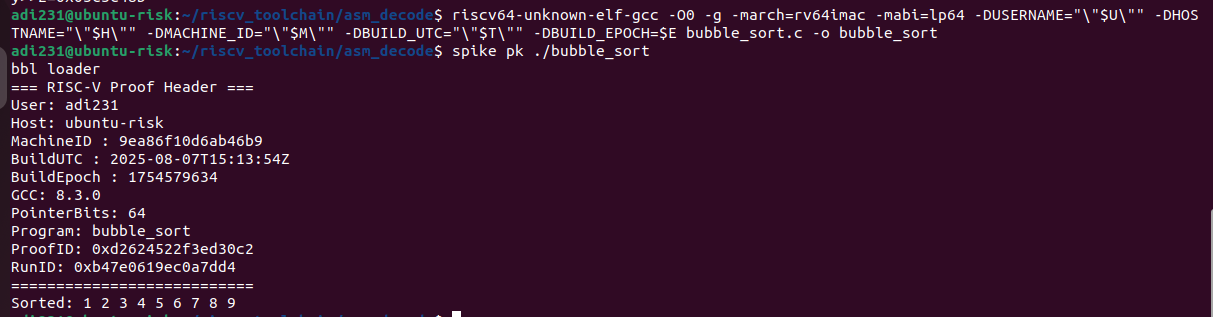 adi231@ubuntu-risk:~/riscv_toolchain/asm_decode$ riscv64-unknown-elf-gcc -O0 -g -march=rv64imac -mabi=lp64 -DUSERNAME="\"$U\"" -DHOS
TNAME="\"$H\"" -DMACHINE_ID="\"$M\"" -DBUILD_UTC="\"$T\"" -DBUILD_EPOCH=$E bubble_sort.c -o bubble_sort
adi231@ubuntu-risk:~/riscv_toolchain/asm_decode$ spike pk ./bubble_sort
bbl loader
=== RISC-V Proof Header ===
User: adi231
Host: ubuntu-risk
MachineID : 9ea86f10d6ab46b9
BuildUTC : 2025-08-07T15:13:54Z
BuildEpoch : 1754579634
GCC: 8.3.0
PointerBits: 64
Program: bubble_sort
ProofID: 0xd2624522f3ed30c2
RunID: 0xb47e0619ec0a7dd4
===========================
Sorted: 1 2 3 4 5 6 7 8 9